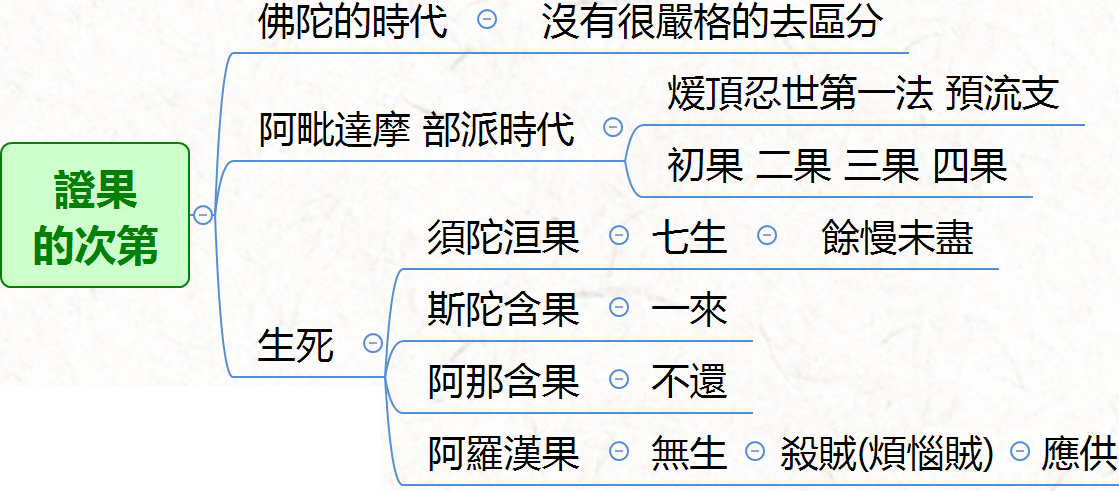 佛陀的時代 沒有很嚴格的去區分
煖頂忍世第一法 預流支
阿毗達摩 部派時代
初果 二果 三果 四果
證果
的次第
須陀洹果 七生 餘慢未盡
斯陀含果 一來
生死
阿那含果 不還
阿羅漢果 無生 殺賊(煩惱賊) 應供